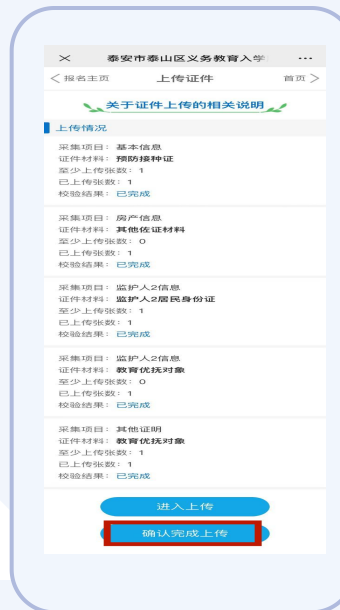 泰安市泰山区义务教育入学
报名主页 上传证件 首页
关于证件上传的相关说明
上传情况
采集项目：基本信息
证件材料：预防接种证
至少上传张数：1
已上传张数：1
校验结果：已完成
采集项目：房产信息
证件材料：其他佐证材料
至少上传张数：0
已上传张数：1
校验结果：已完成
采集项目：监护人2信息
证件材料：监护人2居民身份证
至少上传张数：1
已上传张数：1
校验结果：已完成
采集项目：监护人2信息
证件材料：教育优抚对象
至少上传张数：0
已上传张数：1
校验结果：已完成
采集项目：其他证明
证件材料：教育优抚对象
至少上传张数：1
已上传张数：1
校验结果：已完成
进入上传
确认完成上传